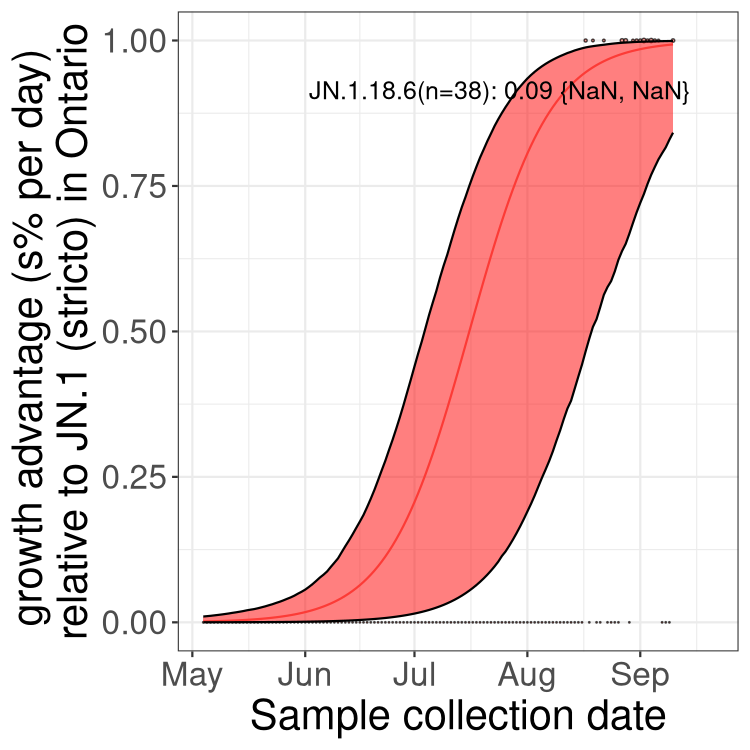 growth advantage (s% per day)
relative to JN.1 (stricto) in Ontario
1.00
0.75
0.50
0.25
0.00
JN.1.18.6(n=38): 0.09 {NaN, NaN}
May Jun Jul Aug Sep
Sample collection date